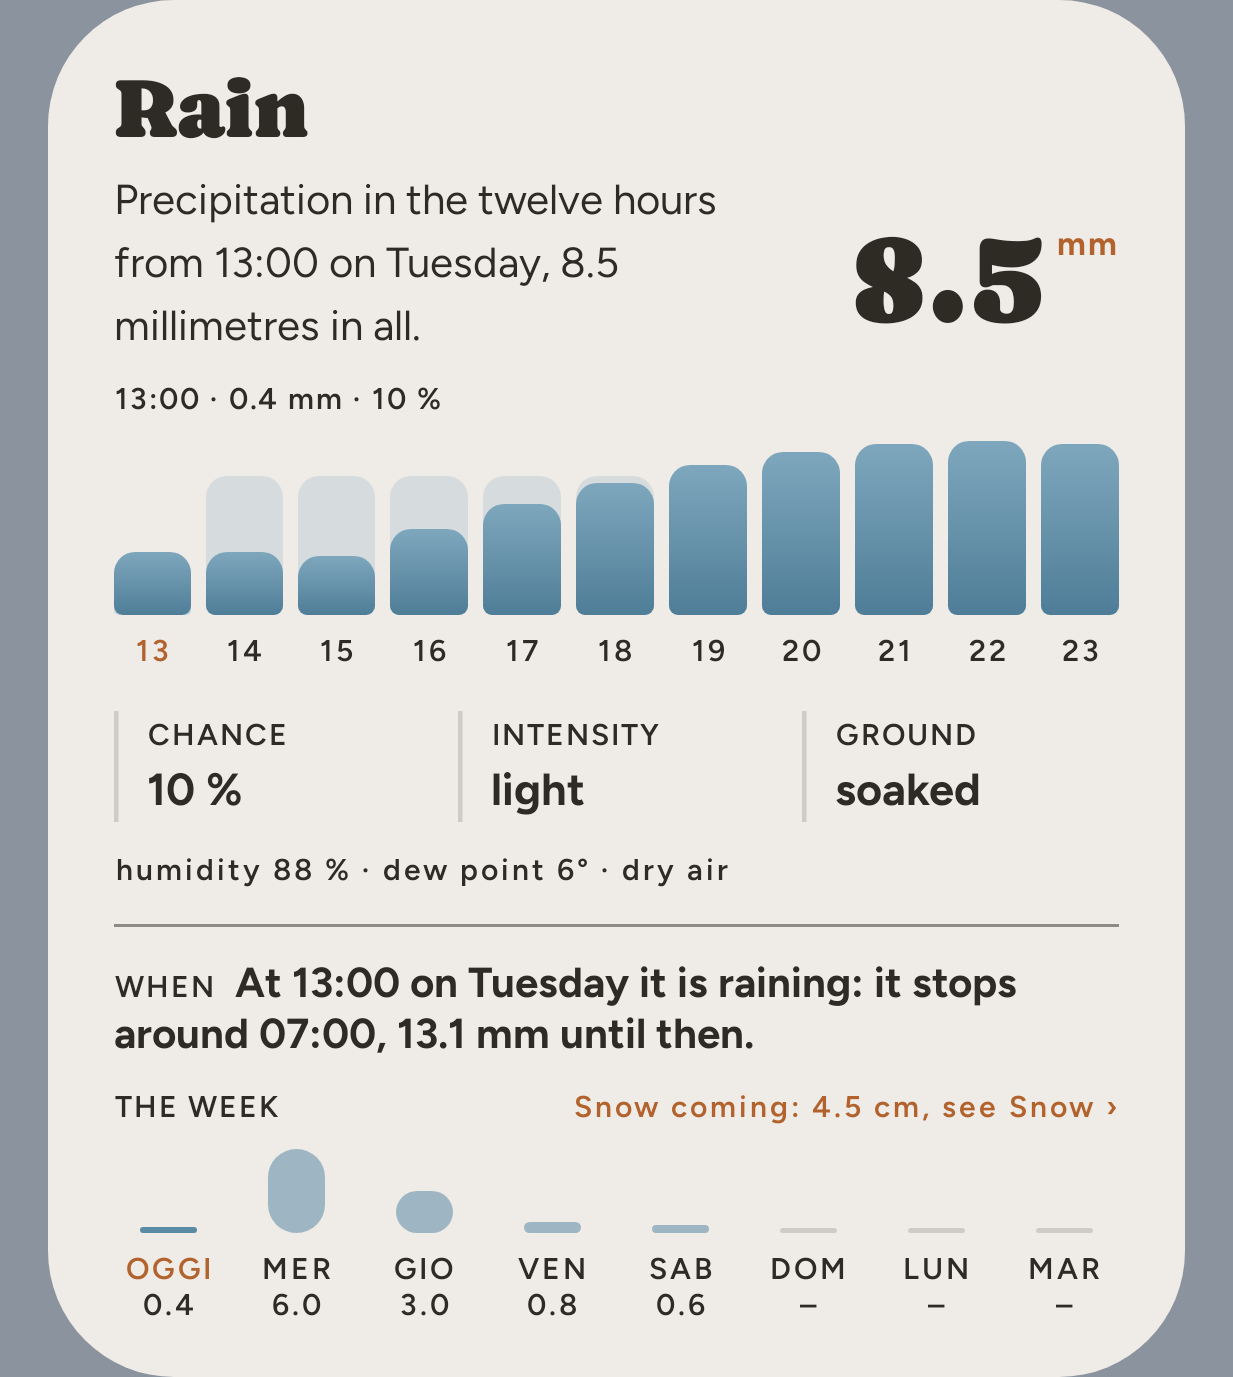 Rain
Precipitation in the twelve hours
from 13:00 on Tuesday, 8.5
millimetres in all.
8.5 mm
13:00 · 0.4 mm · 10 %
13 14 15 16 17 18 19 20 21 22 23
CHANCE INTENSITY GROUND
10 % light soaked
humidity 88 % · dew point 6° · dry air
WHEN At 13:00 on Tuesday it is raining: it stops
around 07:00, 13.1 mm until then.
THE WEEK Snow coming: 4.5 cm, see Snow ›
OGGI MER GIO VEN SAB DOM LUN MAR
0.4 6.0 3.0 0.8 0.6 – – –